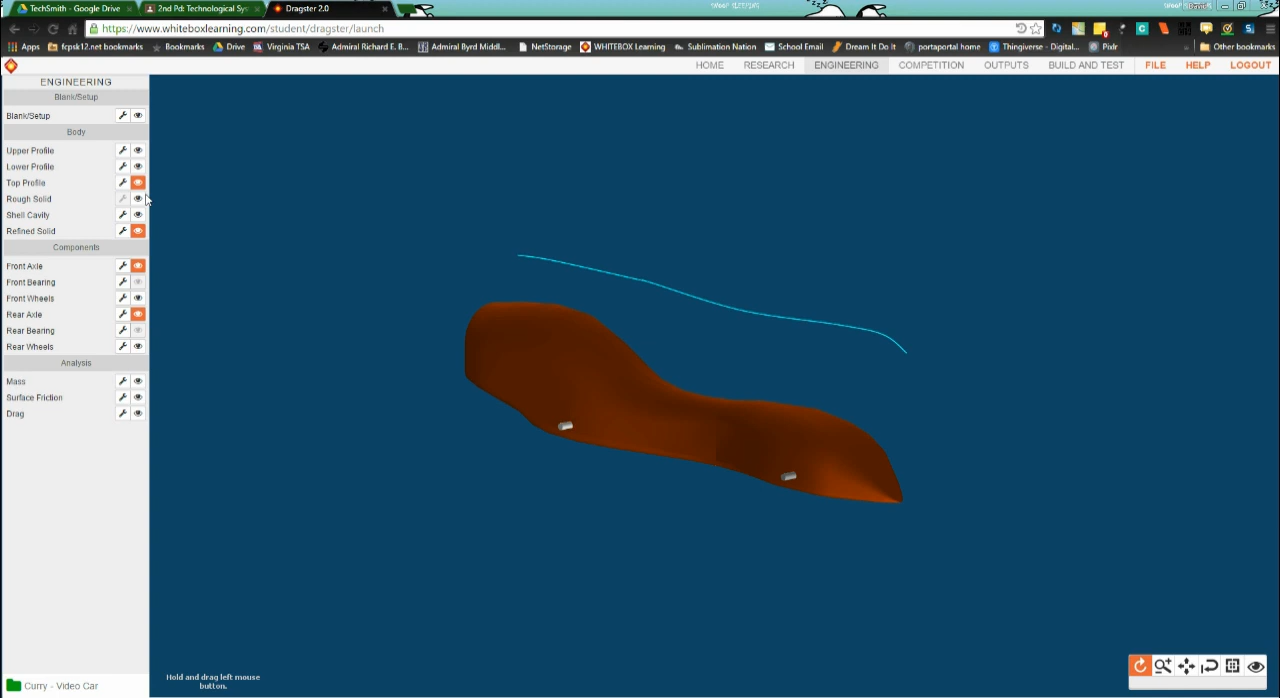 TechSmith - Google Drive
2nd Pd: Technological Sys
Dragster 2.0
https://www.whiteboxlearning.com/student/dragster/launch
Apps fcpsk12.net bookmarks Bookmarks Drive Virginia TSA Admiral Richard E. B... Admiral Byrd Middl... NetStorage WHITEBOX Learning Sublimation Nation School Email Dream It Do It portaportal home Thingiverse - Digital... Pixlr Other bookmarks
HOME RESEARCH ENGINEERING COMPETITION OUTPUTS BUILD AND TEST FILE HELP LOGOUT
ENGINEERING
Blank/Setup
Blank/Setup
Body
Upper Profile
Lower Profile
Top Profile
Rough Solid
Shell Cavity
Refined Solid
Components
Front Axle
Front Bearing
Front Wheels
Rear Axle
Rear Bearing
Rear Wheels
Analysis
Mass
Surface Friction
Drag
Curry - Video Car
Hold and drag left mouse
button.